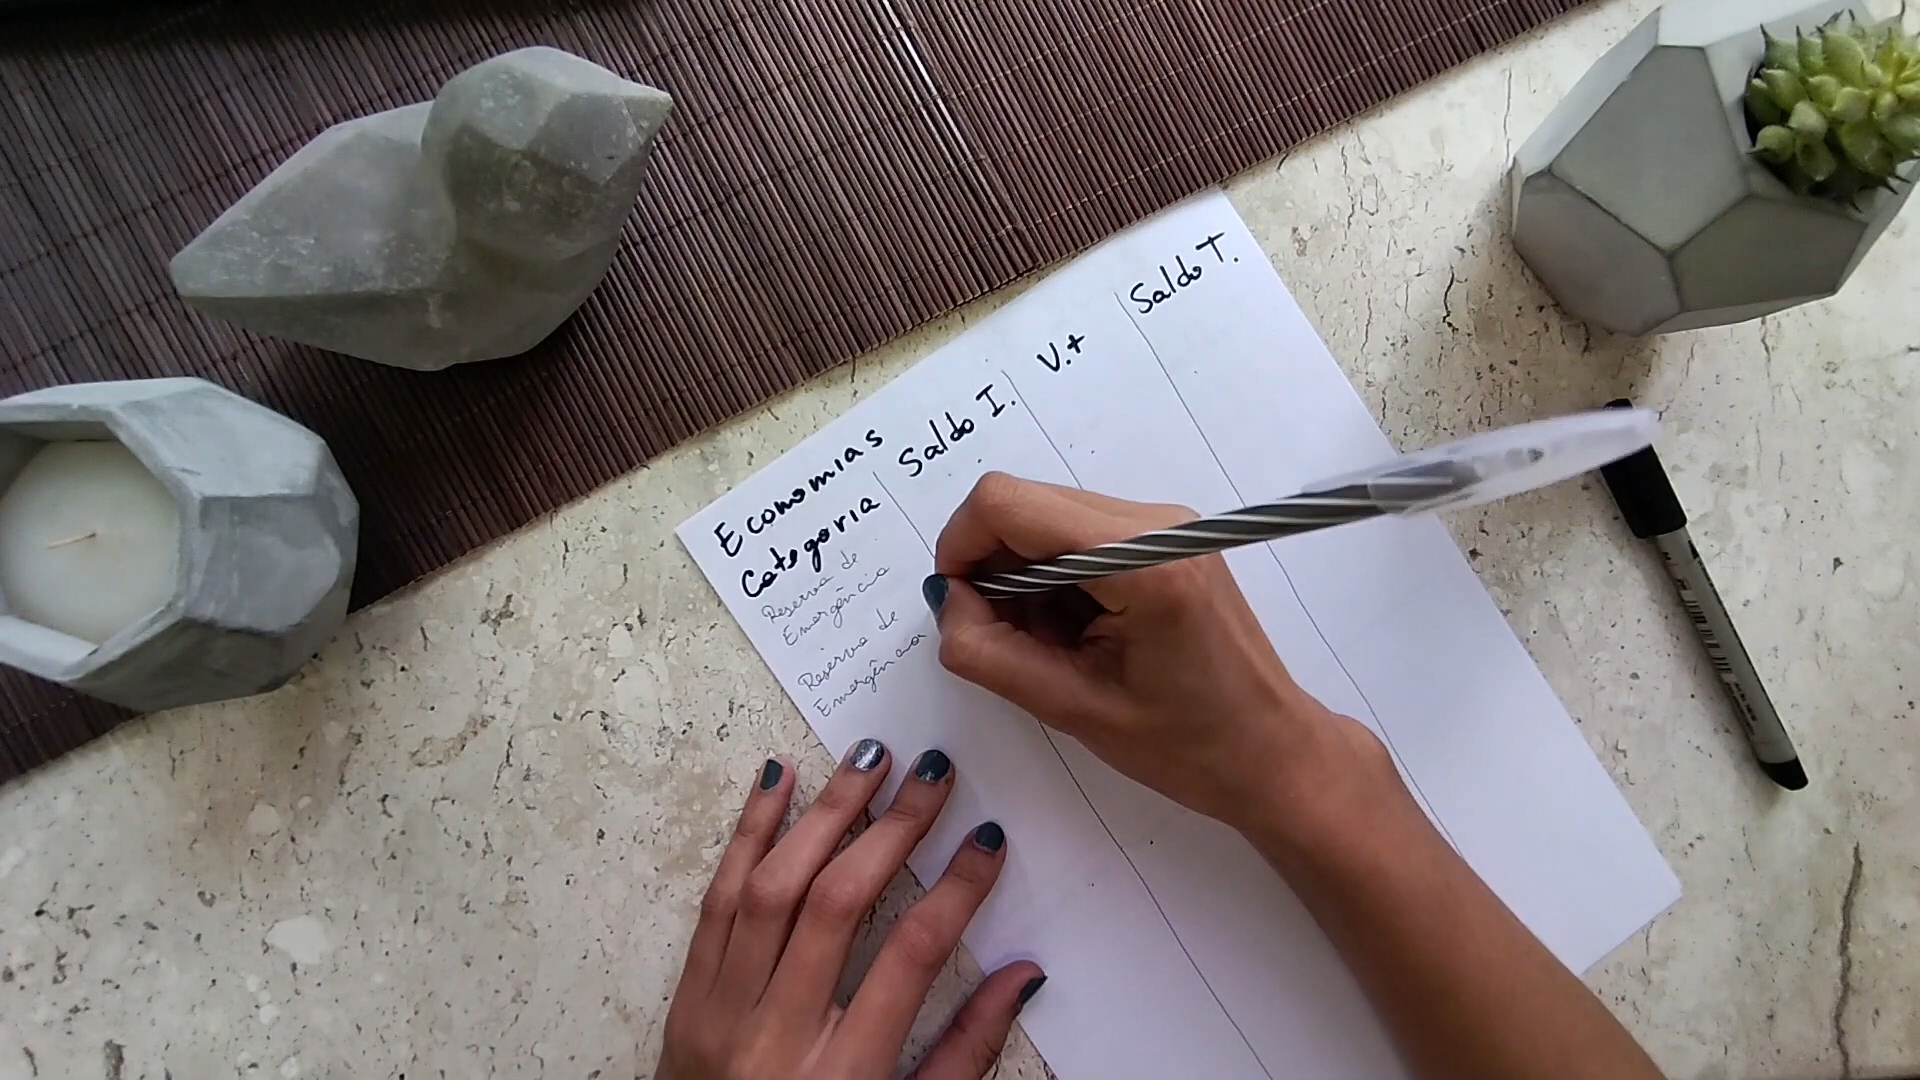 Economias
Categoria
Saldo I.
V.+
Saldo T.
Reserva de
Emergência
Reserva de
Emergência